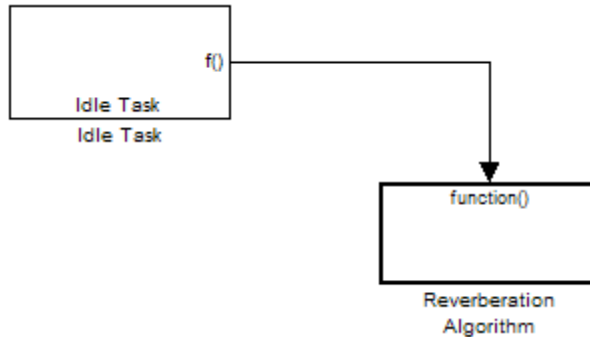 f()
Idle Task
Idle Task
function()
Reverberation
Algorithm